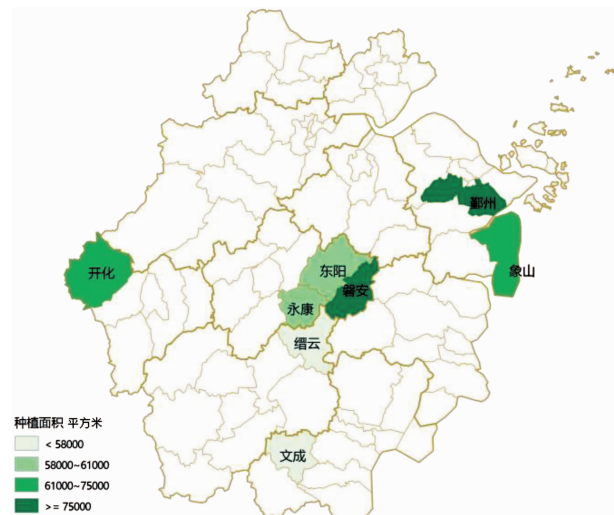 鄞州
开化
东阳
象山
磐安
永康
缙云
文成
种植面积 平方米
< 58000
58000~61000
61000~75000
>= 75000